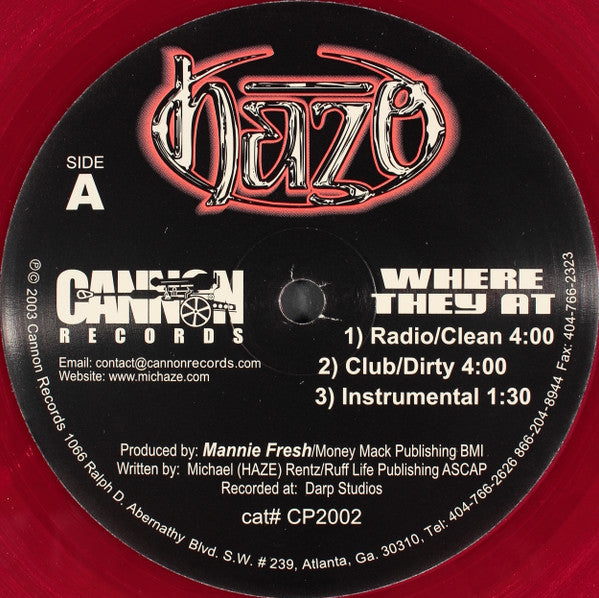 hāzo
SIDE
A
CANNON
RECORDS
Email: contact@cannonrecords.com
Website: www.michaze.com
WHERE
THEY AT
1) Radio/Clean 4:00
2) Club/Dirty 4:00
3) Instrumental 1:30
Produced by: Mannie Fresh/Money Mack Publishing BMI
Written by: Michael (HAZE) Rentz/Ruff Life Publishing ASCAP
Recorded at: Darp Studios
cat# CP2002
℗© 2003 Cannon Records 1066 Ralph D. Abernathy Blvd. S.W. # 239, Atlanta, Ga. 30310, Tel: 404-766-2626 866-204-8944 Fax: 404-766-2323